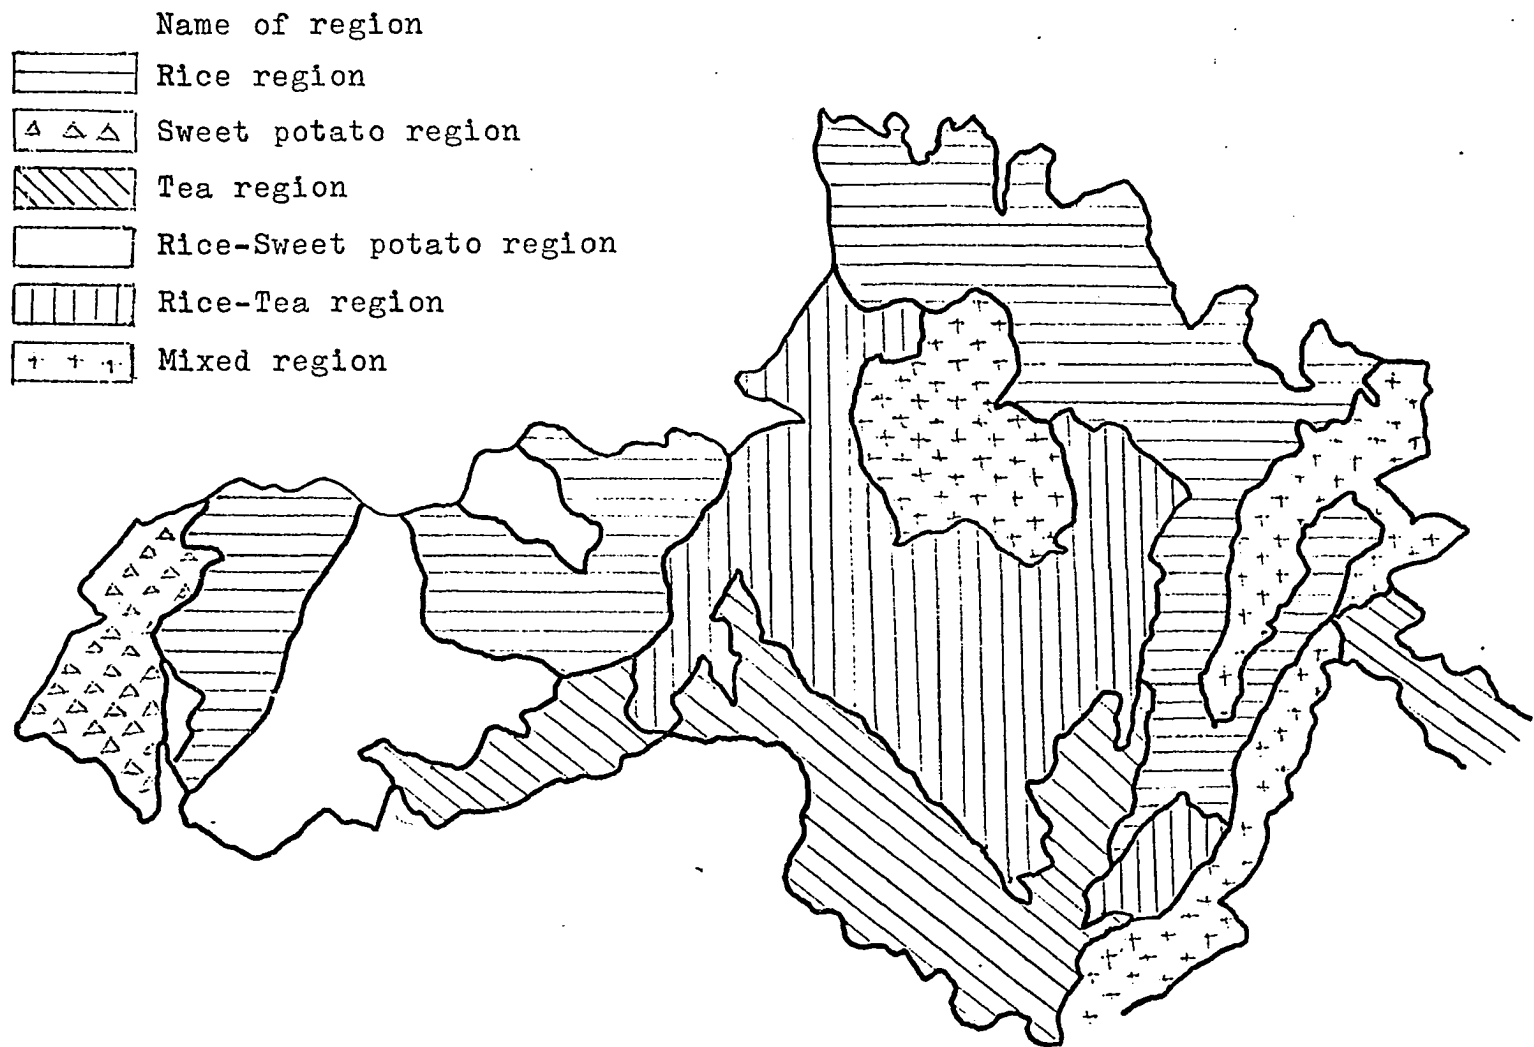 Name of region
Rice region
Sweet potato region
Tea region
Rice-Sweet potato region
Rice-Tea region
Mixed region